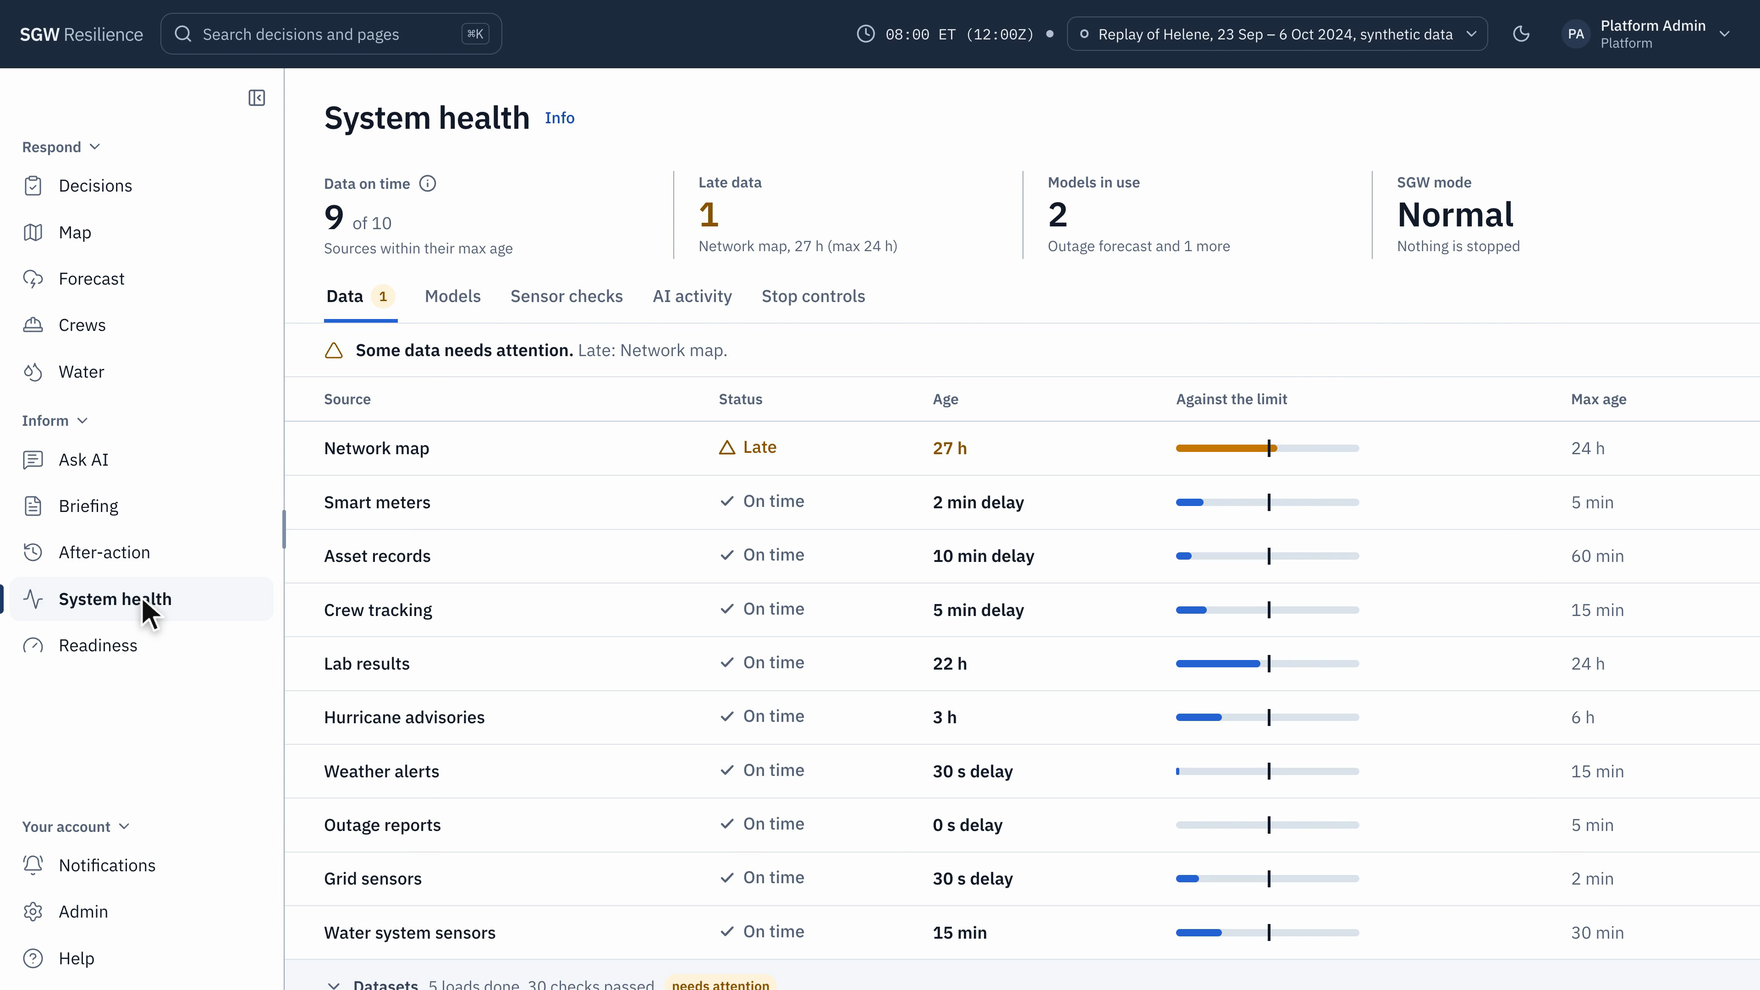 SGW Resilience
Search decisions and pages
⌘K
08:00 ET (12:00Z)
Replay of Helene, 23 Sep – 6 Oct 2024, synthetic data
PA
Platform Admin
Platform
Respond
Decisions
Map
Forecast
Crews
Water
Inform
Ask AI
Briefing
After-action
System health
Readiness
Your account
Notifications
Admin
Help
System health Info
Data on time
9 of 10
Sources within their max age
Late data
1
Network map, 27 h (max 24 h)
Models in use
2
Outage forecast and 1 more
SGW mode
Normal
Nothing is stopped
Data 1 Models Sensor checks AI activity Stop controls
Some data needs attention. Late: Network map.
Source Status Age Against the limit Max age
Network map Late 27 h 24 h
Smart meters On time 2 min delay 5 min
Asset records On time 10 min delay 60 min
Crew tracking On time 5 min delay 15 min
Lab results On time 22 h 24 h
Hurricane advisories On time 3 h 6 h
Weather alerts On time 30 s delay 15 min
Outage reports On time 0 s delay 5 min
Grid sensors On time 30 s delay 2 min
Water system sensors On time 15 min 30 min
Datasets 5 loads done, 30 checks passed needs attention